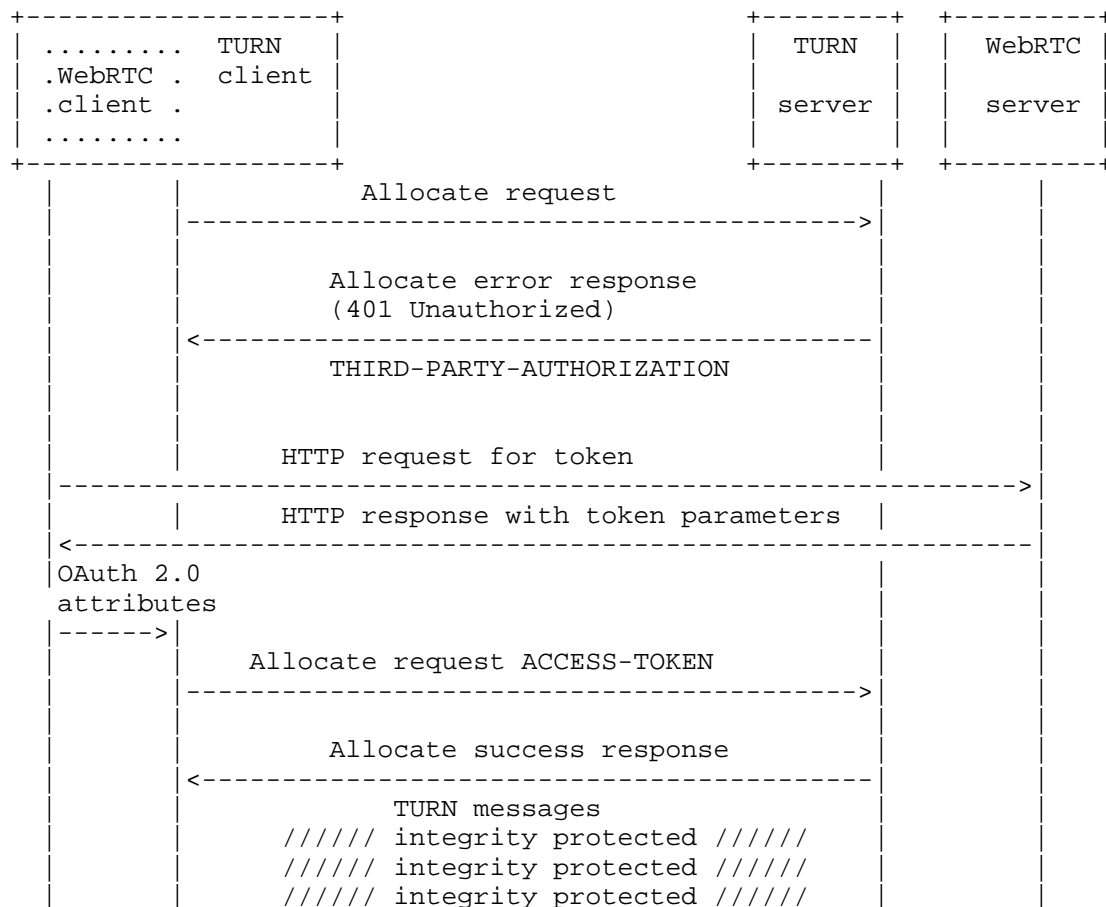 +-------------------+                         +--------+  +---------+
|  .........  TURN   |                         |  TURN  |  |  WebRTC |
|  .WebRTC .  client |                         |        |  |         |
|  .client .         |                         | server |  |  server |
|  .........         |                         |        |  |         |
+-------------------+                         +--------+  +---------+
|       |           Allocate request                |         |
|       |------------------------------------------>|         |
|       |                                           |         |
|       |         Allocate error response           |         |
|       |         (401 Unauthorized)                |         |
|       |<------------------------------------------|         |
|       |         THIRD-PARTY-AUTHORIZATION         |         |
|       |                                           |         |
|       |                                           |         |
|       |      HTTP request for token               |         |
|------------------------------------------------------------>|
|       |      HTTP response with token parameters  |         |
|<------------------------------------------------------------|
|OAuth 2.0                                          |         |
attributes                                          |         |
|------>|                                           |         |
|       |    Allocate request ACCESS-TOKEN          |         |
|       |------------------------------------------>|         |
|       |                                           |         |
|       |         Allocate success response         |         |
|       |<------------------------------------------|         |
|       |             TURN messages                 |         |
|       |      ////// integrity protected //////    |         |
|       |      ////// integrity protected //////    |         |
|       |      ////// integrity protected //////    |         |